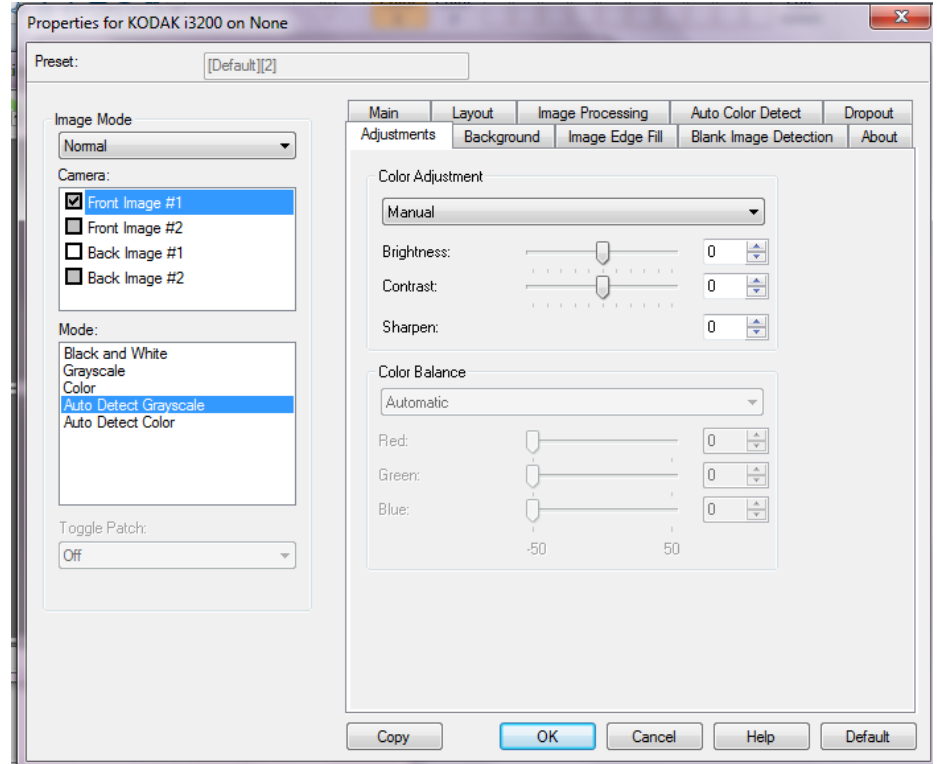 Properties for KODAK i3200 on None
x
Preset: [Default][2]
Image Mode
Normal
Camera:
Front Image #1
Front Image #2
Back Image #1
Back Image #2
Mode:
Black and White
Grayscale
Color
Auto Detect Grayscale
Auto Detect Color
Toggle Patch:
Off
Main Layout Image Processing Auto Color Detect Dropout
Adjustments Background Image Edge Fill Blank Image Detection About
Color Adjustment
Manual
Brightness: 0
Contrast: 0
Sharpen: 0
Color Balance
Automatic
Red: 0
Green: 0
Blue: 0
-50 50
Copy OK Cancel Help Default